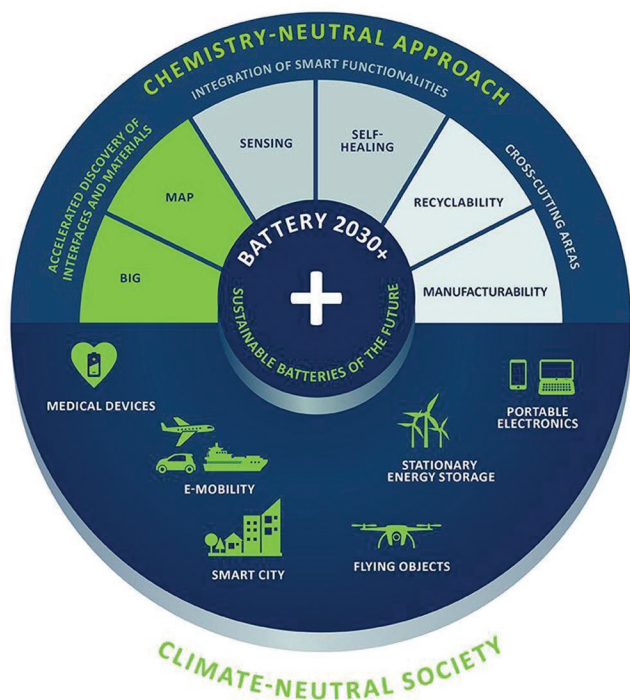 CHEMISTRY-NEUTRAL APPROACH
INTEGRATION OF SMART FUNCTIONALITIES
ACCELERATED DISCOVERY OF
INTERFACES AND MATERIALS
CROSS-CUTTING AREAS
BIG
MAP
SENSING
SELF-
HEALING
RECYCLABILITY
MANUFACTURABILITY
BATTERY 2030+
SUSTAINABLE BATTERIES OF THE FUTURE
MEDICAL DEVICES
E-MOBILITY
SMART CITY
FLYING OBJECTS
STATIONARY
ENERGY STORAGE
PORTABLE
ELECTRONICS
CLIMATE-NEUTRAL SOCIETY